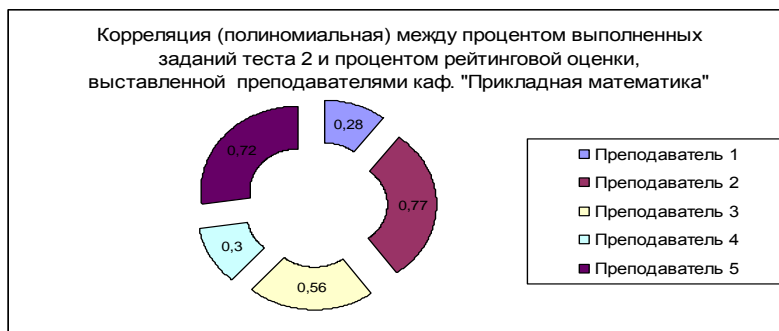 Корреляция (полиномиальная) между процентом выполненных
заданий теста 2 и процентом рейтинговой оценки,
выставленной преподавателями каф. "Прикладная математика"
0,28
0,72
0,77
0,3
0,56
Преподаватель 1
Преподаватель 2
Преподаватель 3
Преподаватель 4
Преподаватель 5